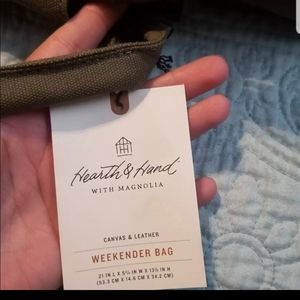 Hearth & Hand
WITH MAGNOLIA
CANVAS & LEATHER
WEEKENDER BAG
21 IN L X 5¾ IN W X 13½ IN H
(53.3 CM X 14.6 CM X 34.2 CM)